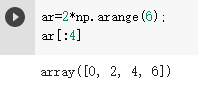 ar=2*np.arange(6);
ar[:4]
array([0, 2, 4, 6])